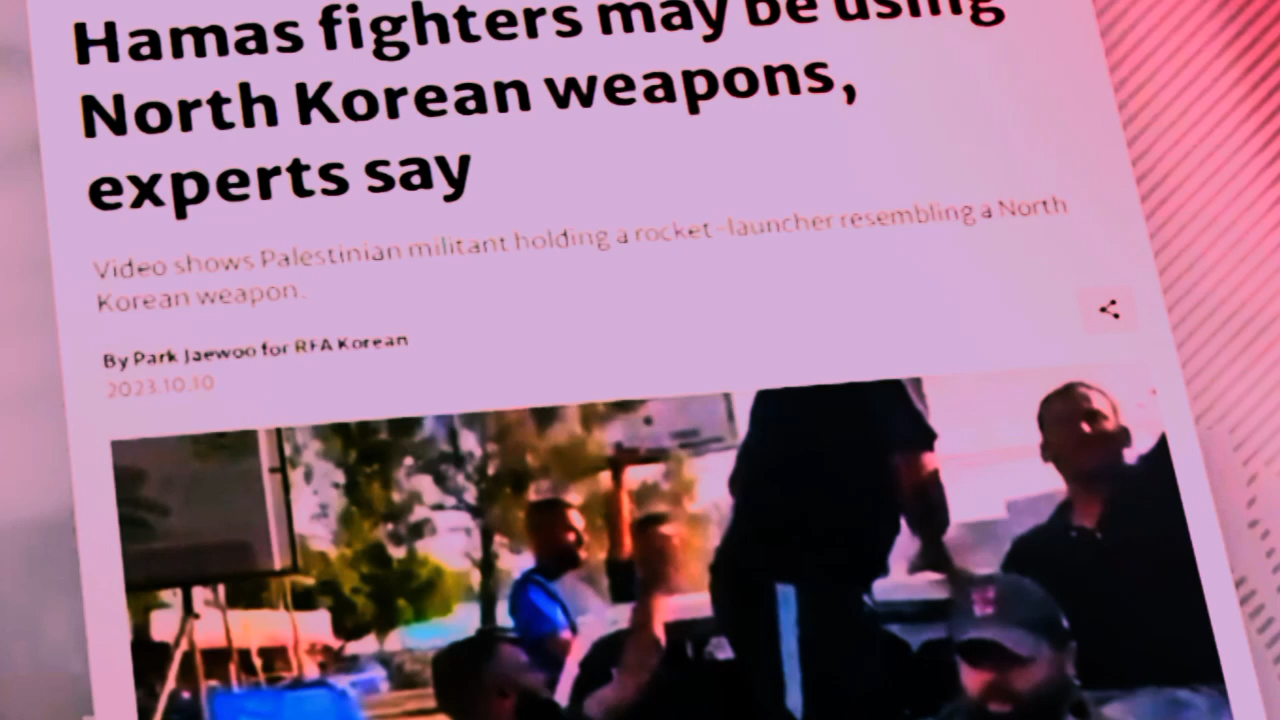 Hamas fighters may be using
North Korean weapons,
experts say
Video shows Palestinian militant holding a rocket-launcher resembling a North
Korean weapon.
By Park Jaewoo for RFA Korean
2023.10.10